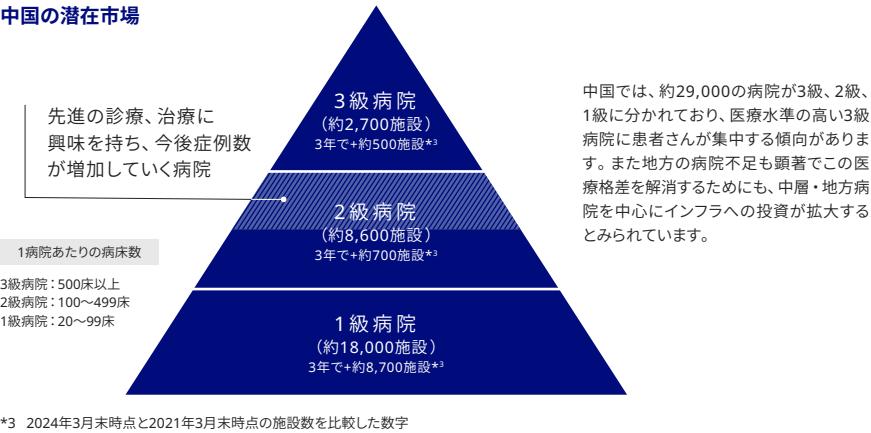 中国の潜在市場
先進の診療、治療に
興味を持ち、今後症例数
が増加していく病院
3級病院
（約2,700施設）
3年で+約500施設*3
2級病院
（約8,600施設）
3年で+約700施設*3
1級病院
（約18,000施設）
3年で+約8,700施設*3
1病院あたりの病床数
3級病院：500床以上
2級病院：100〜499床
1級病院：20〜99床
中国では、約29,000の病院が3級、2級、
1級に分かれており、医療水準の高い3級
病院に患者さんが集中する傾向がありま
す。また地方の病院不足も顕著でこの医
療格差を解消するためにも、中層・地方病
院を中心にインフラへの投資が拡大する
とみられています。
*3 2024年3月末時点と2021年3月末時点の施設数を比較した数字